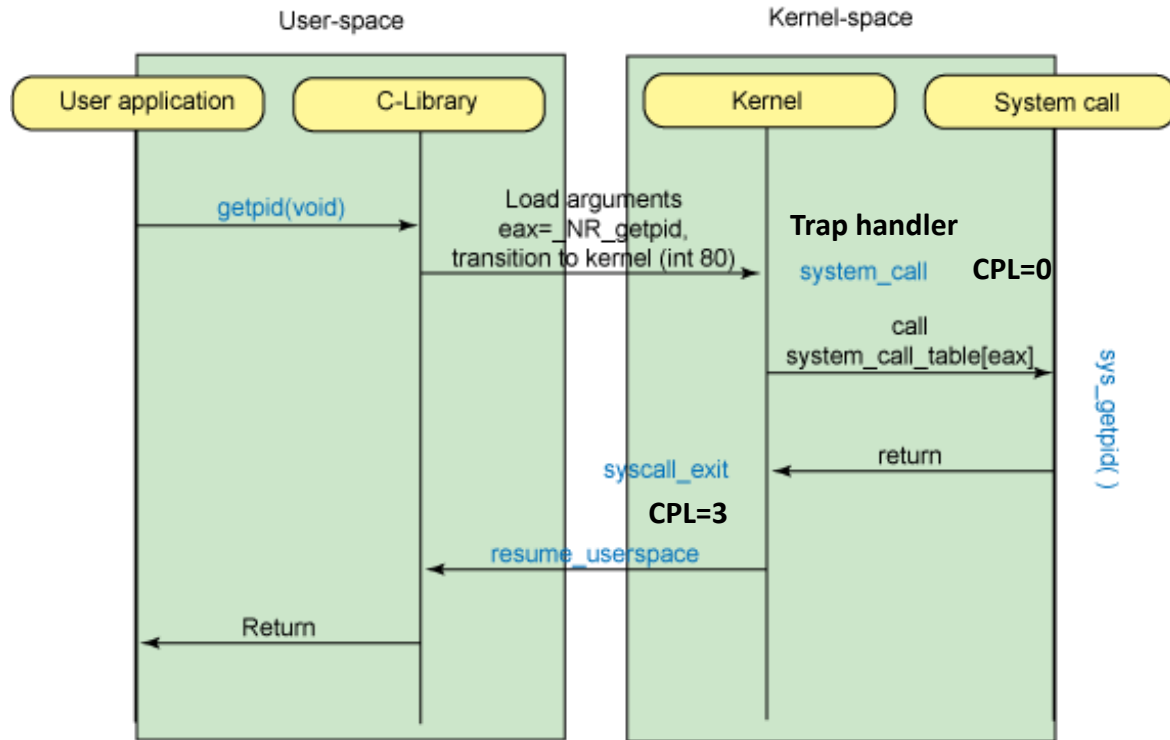 User-space
Kernel-space
User application
C-Library
Kernel
System call
getpid(void)
Load arguments
eax=_NR_getpid,
transition to kernel (int 80)
Trap handler
system_call
CPL=0
call
system_call_table[eax]
sys_getpid( )
return
syscall_exit
CPL=3
resume_userspace
Return